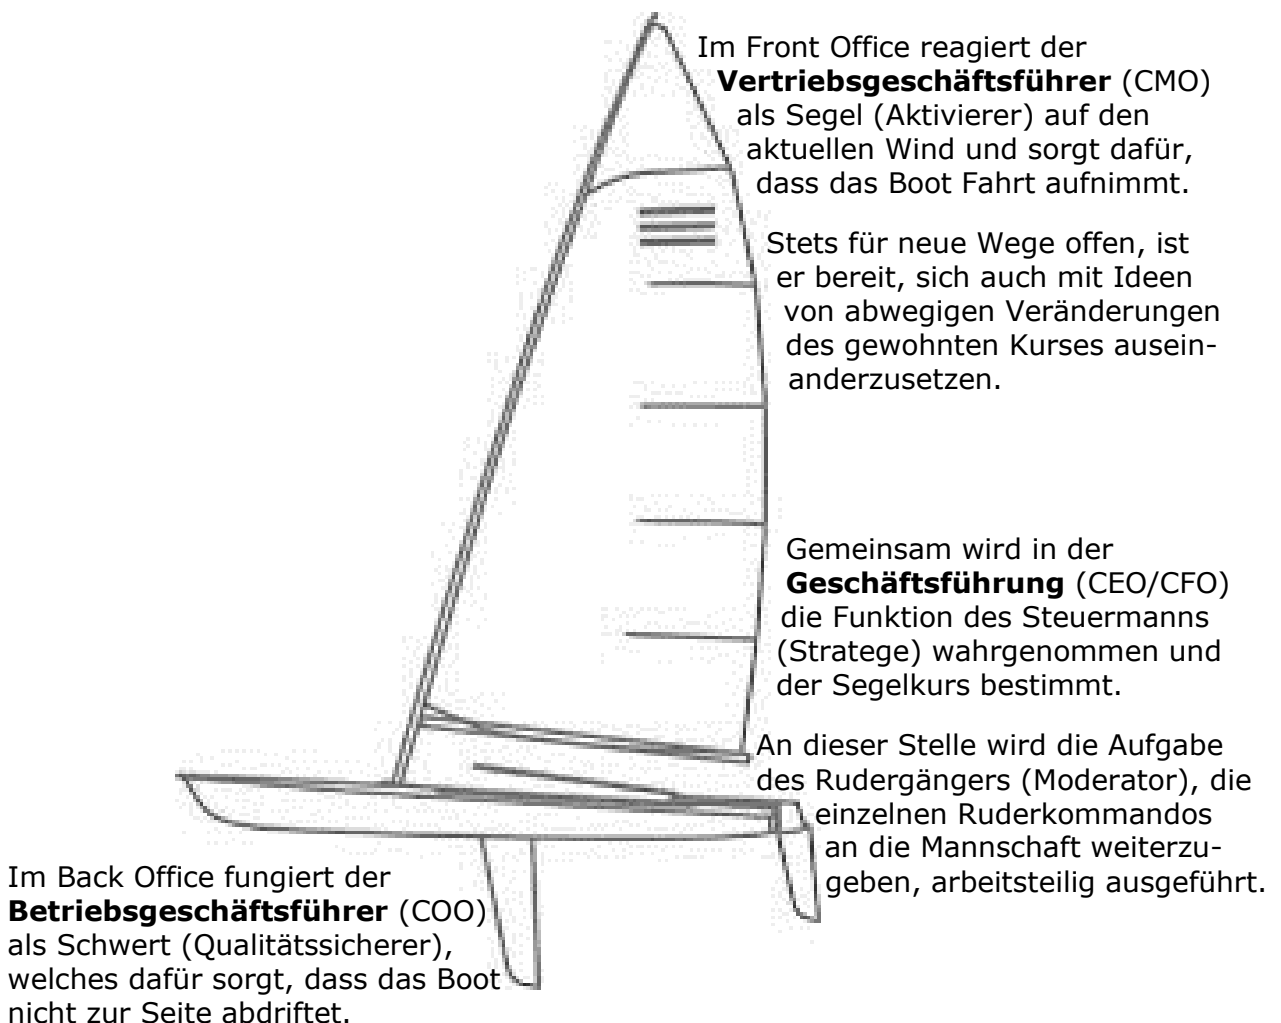 Im Front Office reagiert der
Vertriebsgeschäftsführer (CMO)
als Segel (Aktivierer) auf den
aktuellen Wind und sorgt dafür,
dass das Boot Fahrt aufnimmt.
Stets für neue Wege offen, ist
er bereit, sich auch mit Ideen
von abwegigen Veränderungen
des gewohnten Kurses ausein-
anderzusetzen.
Gemeinsam wird in der
Geschäftsführung (CEO/CFO)
die Funktion des Steuermanns
(Stratege) wahrgenommen und
der Segelkurs bestimmt.
An dieser Stelle wird die Aufgabe
des Rudergängers (Moderator), die
einzelnen Ruderkommandos
an die Mannschaft weiterzu-
geben, arbeitsteilig ausgeführt.
Im Back Office fungiert der
Betriebsgeschäftsführer (COO)
als Schwert (Qualitätssicherer),
welches dafür sorgt, dass das Boot
nicht zur Seite abdriftet.